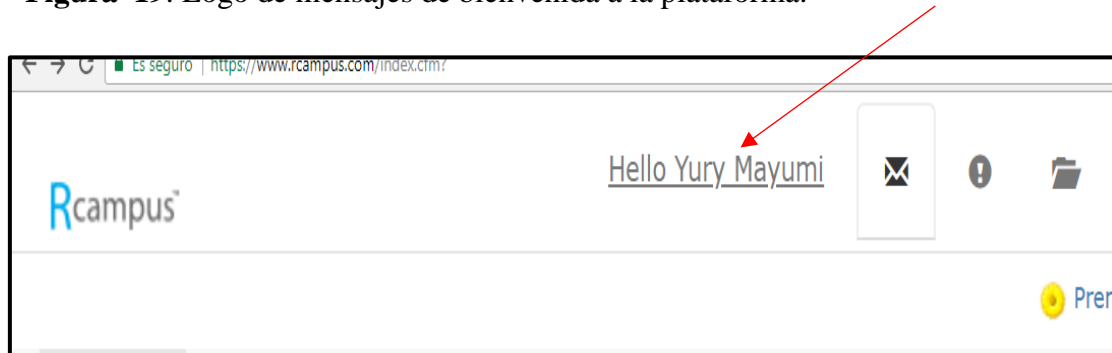 Figura 19. Logo de mensajes de bienvenida a la plataforma.
Es seguro | https://www.rcampus.com/index.cfm?
Hello Yury Mayumi
Rcampus™